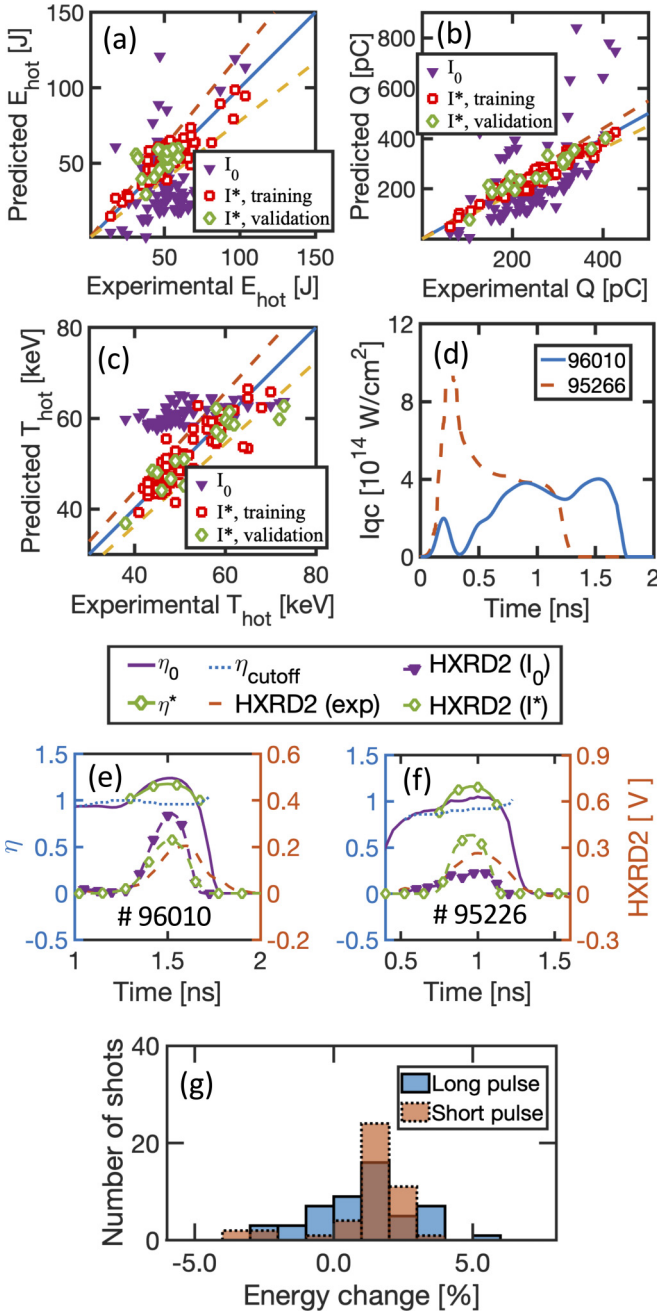 (a)
Predicted E_hot [J]
150
100
50
I_0
I*, training
I*, validation
50 100 150
Experimental E_hot [J]
(b)
Predicted Q [pC]
800
600
400
200
I_0
I*, training
I*, validation
200 400
Experimental Q [pC]
(c)
Predicted T_hot [keV]
80
60
40
I_0
I*, training
I*, validation
40 60 80
Experimental T_hot [keV]
(d)
Iqc [10^14 W/cm^2]
12
8
4
0
96010
95266
0 0.5 1 1.5 2
Time [ns]
η_0 η_cutoff HXRD2 (I_0)
η* HXRD2 (exp) HXRD2 (I*)
(e)
η
1.5
1
0.5
0
-0.5
0.6
0.4
0.2
0
-0.2
# 96010
1 1.5 2
Time [ns]
(f)
1.5
1
0.5
0
-0.5
0.9
0.6
0.3
0
-0.3
HXRD2 [V]
# 95226
0.5 1 1.5
Time [ns]
(g)
Number of shots
40
20
0
Long pulse
Short pulse
-5.0 0.0 5.0
Energy change [%]